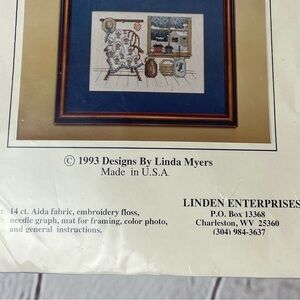 © 1993 Designs By Linda Myers
Made in U.S.A.
: 14 ct. Aida fabric, embroidery floss,
needle graph, mat for framing, color photo,
and general instructions.
LINDEN ENTERPRISES
P.O. Box 13368
Charleston, WV 25360
(304) 984-3637